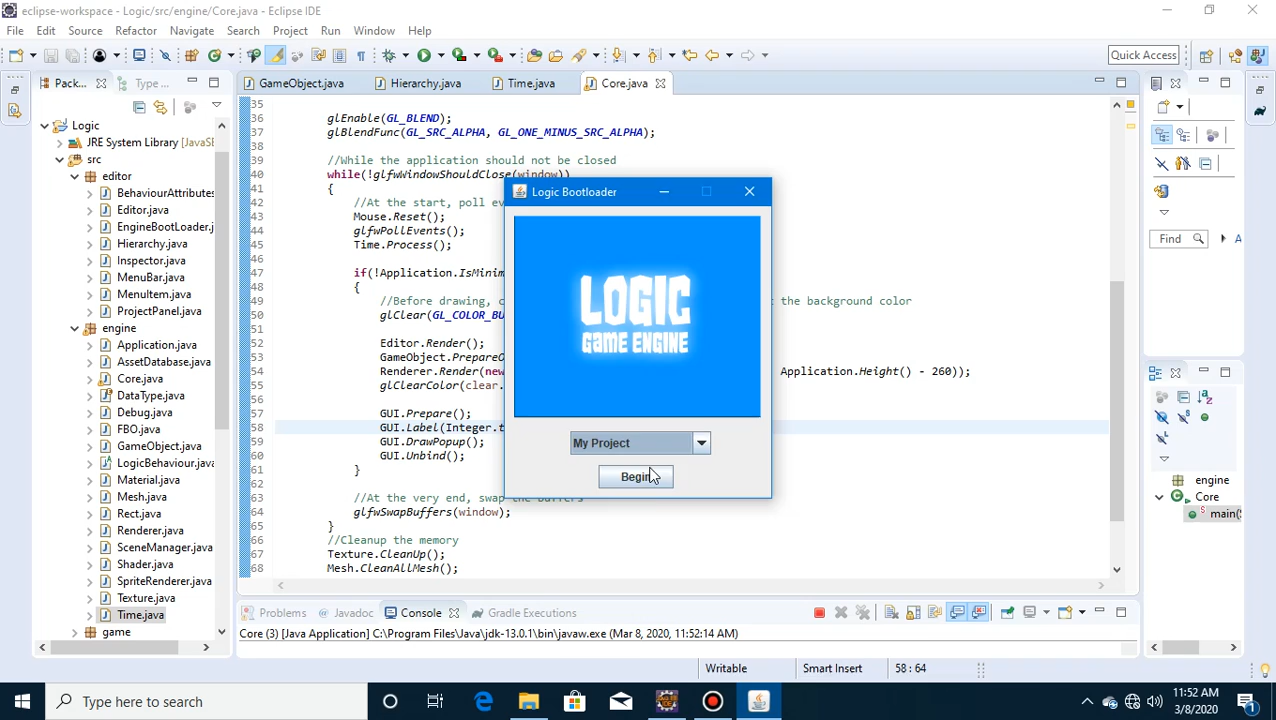 eclipse-workspace - Logic/src/engine/Core.java - Eclipse IDE
File Edit Source Refactor Navigate Search Project Run Window Help
Quick Access
Pack... Type ... GameObject.java Hierarchy.java Time.java Core.java
Logic
JRE System Library [JavaSE
src
editor
BehaviourAttributes
Editor.java
EngineBootLoader.j
Hierarchy.java
Inspector.java
MenuBar.java
MenuItem.java
ProjectPanel.java
engine
Application.java
AssetDatabase.java
Core.java
DataType.java
Debug.java
FBO.java
GameObject.java
LogicBehaviour.java
Material.java
Mesh.java
Rect.java
Renderer.java
SceneManager.java
Shader.java
SpriteRenderer.java
Texture.java
Time.java
game
35
36 glEnable(GL_BLEND);
37 glBlendFunc(GL_SRC_ALPHA, GL_ONE_MINUS_SRC_ALPHA);
38
39 //While the application should not be closed
40 while(!glfwWindowShouldClose(window))
41 {
42 //At the start, poll ev
43 Mouse.Reset();
44 glfwPollEvents();
45 Time.Process();
46
47 if(!Application.IsMinim
48 {
49 //Before drawing, c t the background color
50 glClear(GL_COLOR_BU
51
52 Editor.Render();
53 GameObject.PrepareO
54 Renderer.Render(new Application.Height() - 260));
55 glClearColor(clear.
56
57 GUI.Prepare();
58 GUI.Label(Integer.t
59 GUI.DrawPopup();
60 GUI.Unbind();
61 }
62
63 //At the very end, swap the buffers
64 glfwSwapBuffers(window);
65 }
66 //Cleanup the memory
67 Texture.CleanUp();
68 Mesh.CleanAllMesh();
Logic Bootloader
LOGIC
GAME ENGINE
My Project
Begin
Find A
engine
Core
main(S
Problems Javadoc Console Gradle Executions
Core (3) [Java Application] C:\Program Files\Java\jdk-13.0.1\bin\javaw.exe (Mar 8, 2020, 11:52:14 AM)
Writable Smart Insert 58 : 64
Type here to search
11:52 AM
3/8/2020
1